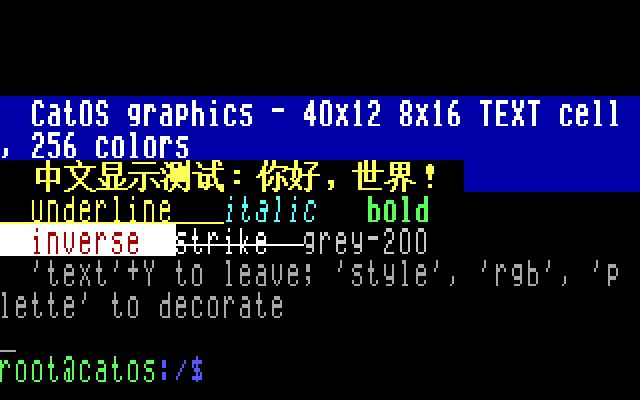 CatOS graphics - 40x12 8x16 TEXT cell
, 256 colors
中文显示测试：你好，世界！
underline italic bold
inverse strike grey-200
'text'+Y to leave; 'style', 'rgb', 'p
lette' to decorate
_
root@catos:/$